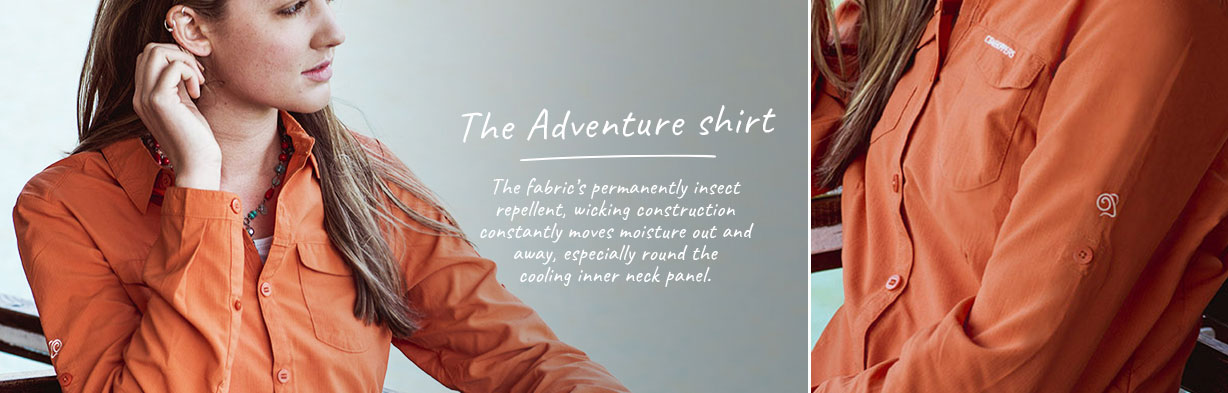 The Adventure shirt
The fabric's permanently insect
repellent, wicking construction
constantly moves moisture out and
away, especially round the
cooling inner neck panel.
CRAGHOPPERS